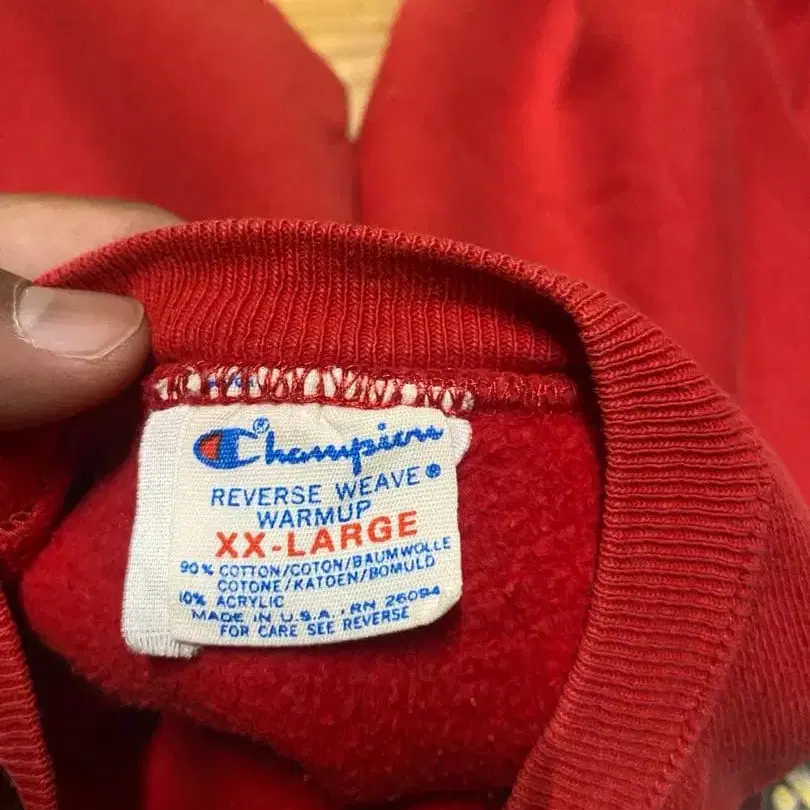 Champion®
REVERSE WEAVE®
WARMUP
XX-LARGE
90% COTTON/COTON/BAUMWOLLE
COTONE/KATOEN/BOMULD
10% ACRYLIC
MADE IN U.S.A. RN 26094
FOR CARE SEE REVERSE